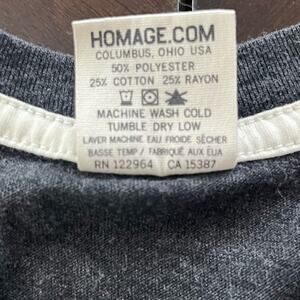 HOMAGE.COM
COLUMBUS, OHIO USA
50% POLYESTER
25% COTTON 25% RAYON
MACHINE WASH COLD
TUMBLE DRY LOW
LAVER MACHINE EAU FROIDE SÉCHER
BASSE TEMP / FABRIQUÉ AUX EUA
RN 122964 CA 15387